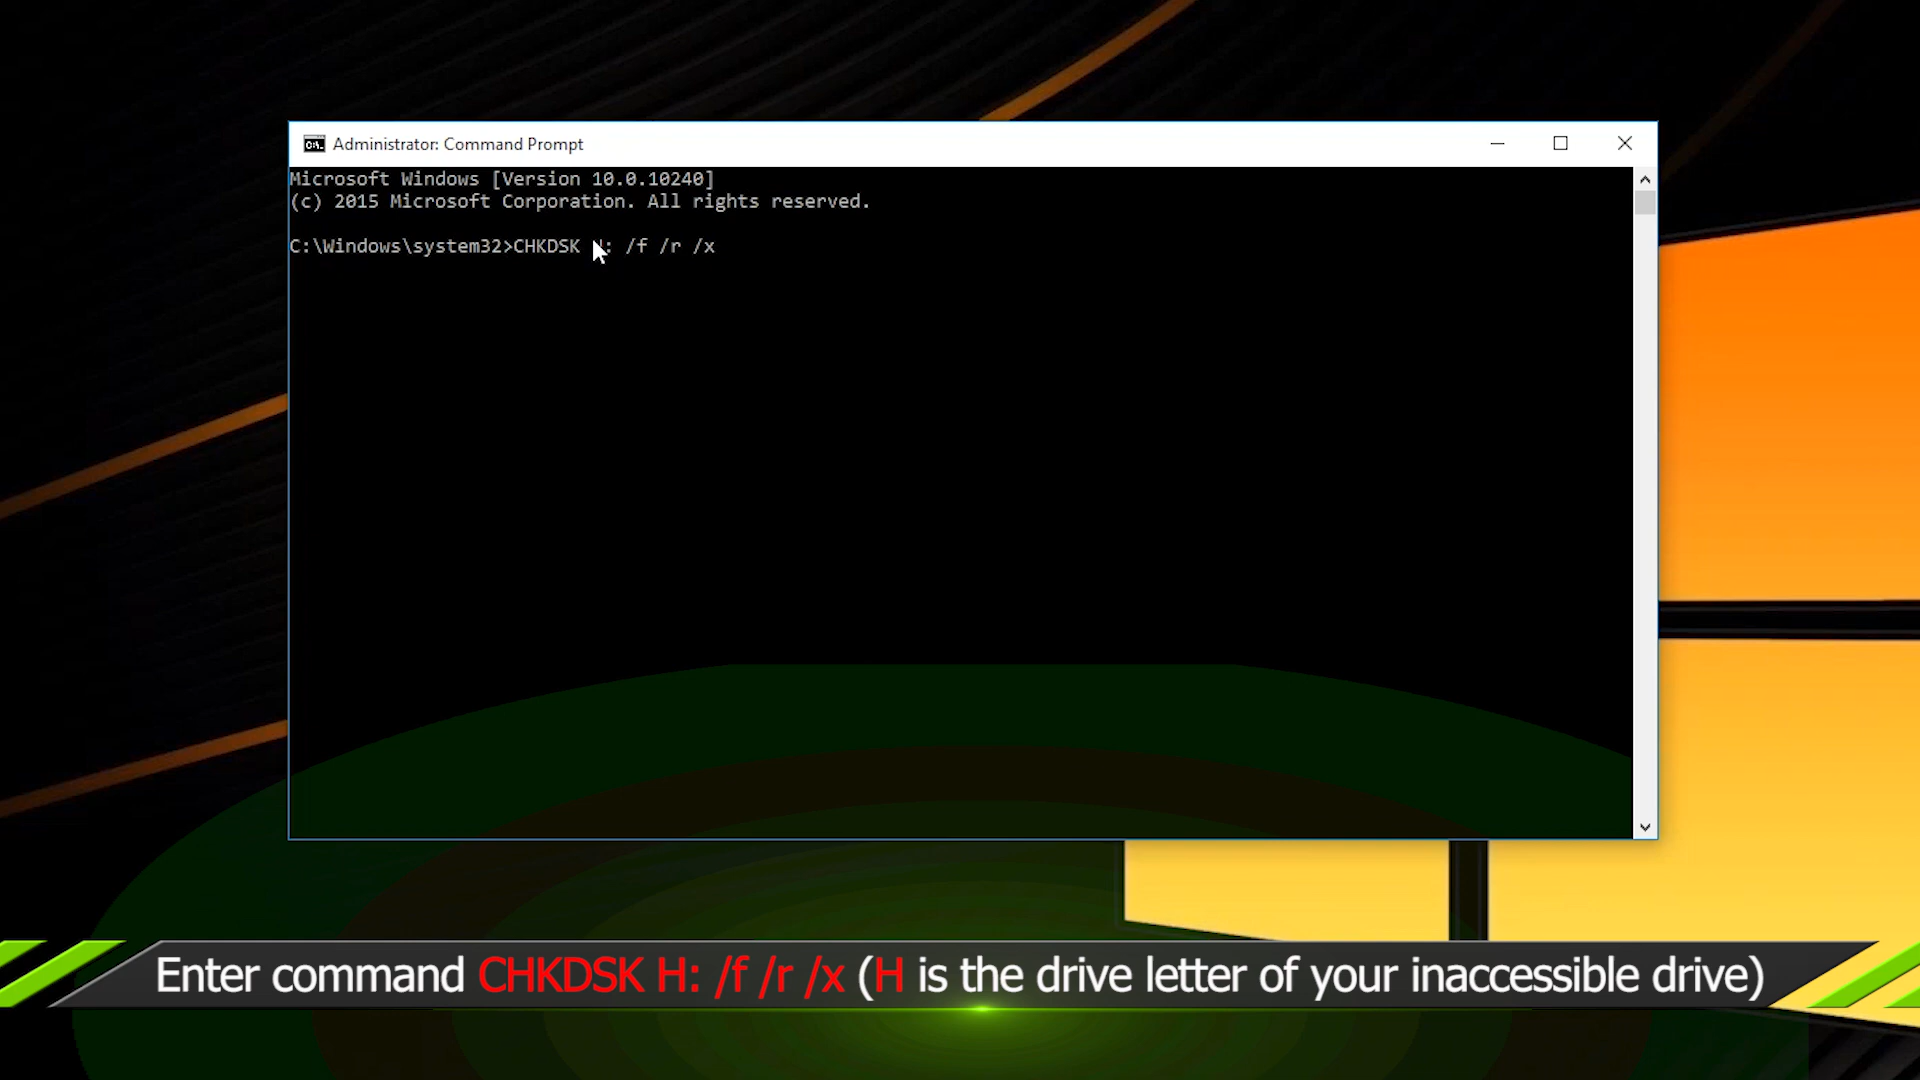 Administrator: Command Prompt
Microsoft Windows [Version 10.0.10240]
(c) 2015 Microsoft Corporation. All rights reserved.
C:\Windows\system32>CHKDSK H: /f /r /x
Enter command CHKDSK H: /f /r /x (H is the drive letter of your inaccessible drive)